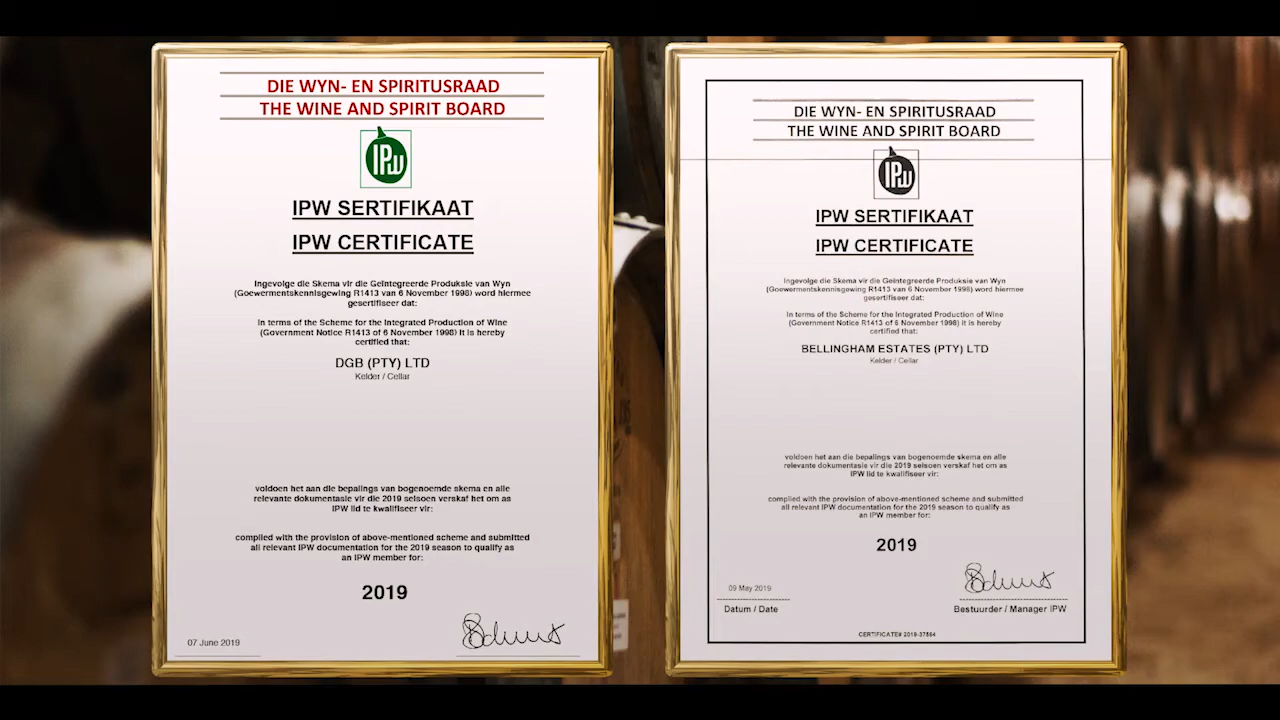 DIE WYN- EN SPIRITUSRAAD
THE WINE AND SPIRIT BOARD
IPW
IPW SERTIFIKAAT
IPW CERTIFICATE
Ingevolge die Skema vir die Geïntegreerde Produksie van Wyn
(Goewermentskennisgewing R1413 van 6 November 1998) word hiermee
gesertifiseer dat:
In terms of the Scheme for the Integrated Production of Wine
(Government Notice R1413 of 6 November 1998) it is hereby
certified that:
DGB (PTY) LTD
Kelder / Cellar
voldoen het aan die bepalings van bogenoemde skema en alle
relevante dokumentasie vir die 2019 seisoen verskaf het om as
IPW lid te kwalifiseer vir:
complied with the provision of above-mentioned scheme and submitted
all relevant IPW documentation for the 2019 season to qualify as
an IPW member for:
2019
07 June 2019
DIE WYN- EN SPIRITUSRAAD
THE WINE AND SPIRIT BOARD
IPW
IPW SERTIFIKAAT
IPW CERTIFICATE
Ingevolge die Skema vir die Geïntegreerde Produksie van Wyn
(Goewermentskennisgewing R1413 van 6 November 1998) word hiermee
gesertifiseer dat:
In terms of the Scheme for the Integrated Production of Wine
(Government Notice R1413 of 6 November 1998) it is hereby
certified that:
BELLINGHAM ESTATES (PTY) LTD
Kelder / Cellar
voldoen het aan die bepalings van bogenoemde skema en alle
relevante dokumentasie vir die 2019 seisoen verskaf het om as
IPW lid te kwalifiseer vir:
complied with the provision of above-mentioned scheme and submitted
all relevant IPW documentation for the 2019 season to qualify as
an IPW member for:
2019
09 May 2019
Datum / Date
Bestuurder / Manager IPW
CERTIFICATE# 2019-37564